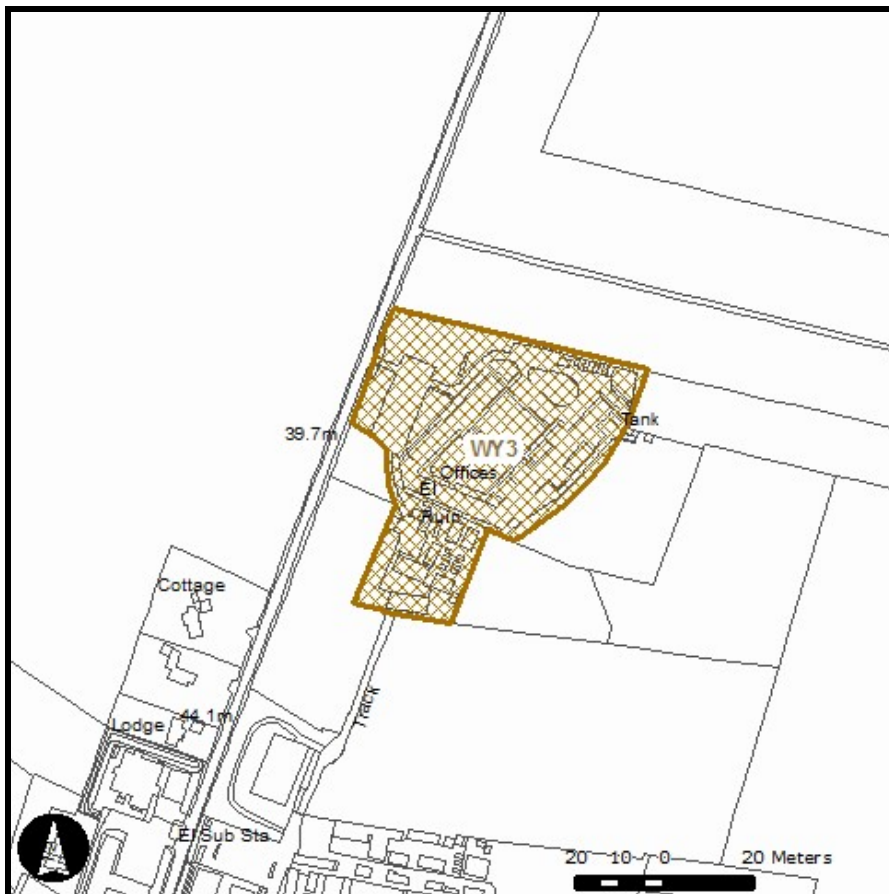 39.7m
Tank
WY3
Offices
El
Ruin
Cottage
Track
44.1m
Lodge
El Sub Sta
20 10 0 20 Meters